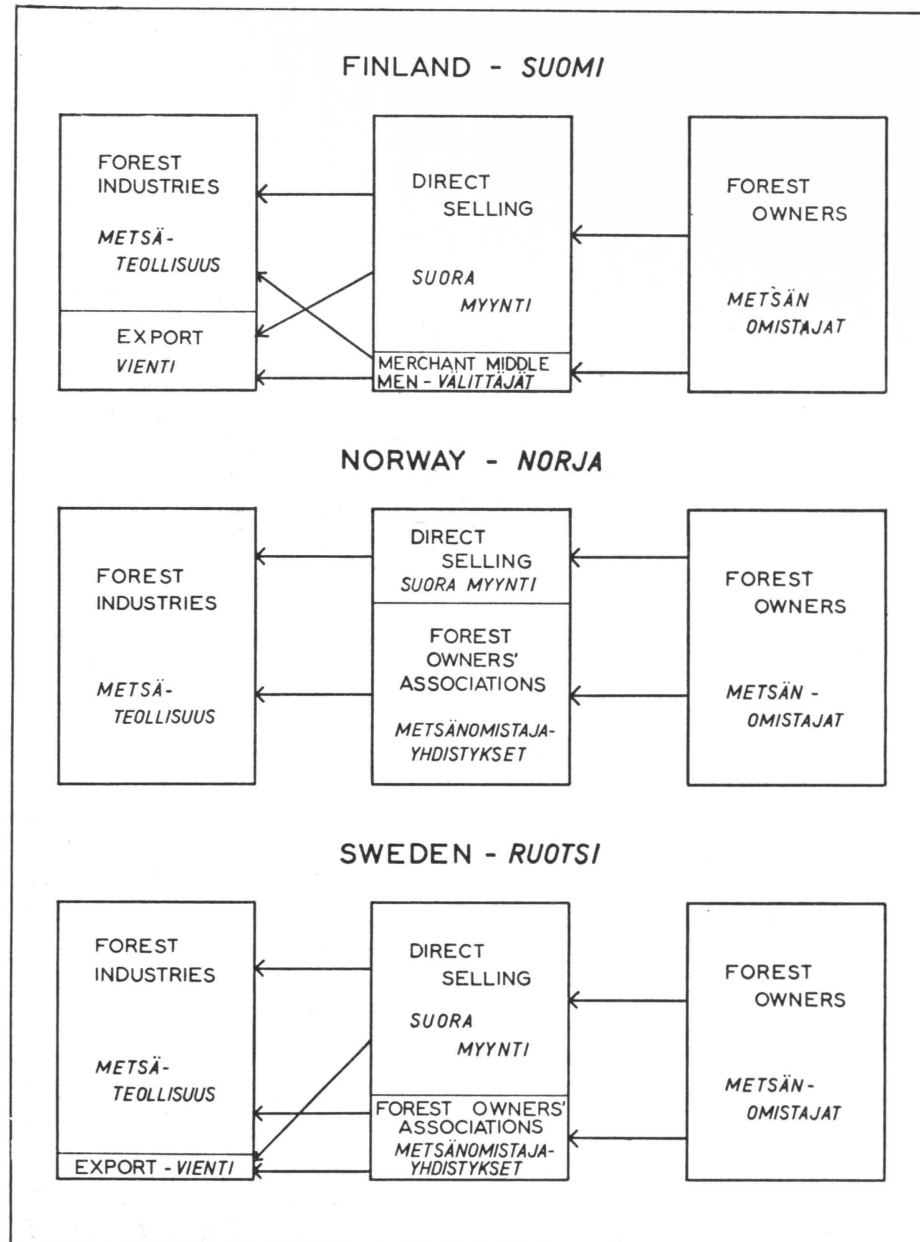 FINLAND - SUOMI
FOREST
INDUSTRIES
METSÄ-
TEOLLISUUS
EXPORT
VIENTI
DIRECT
SELLING
SUORA
MYYNTI
MERCHANT MIDDLE
MEN - VÄLITTÄJÄT
FOREST
OWNERS
METSÄN
OMISTAJAT
NORWAY - NORJA
FOREST
INDUSTRIES
METSÄ-
TEOLLISUUS
DIRECT
SELLING
SUORA MYYNTI
FOREST
OWNERS'
ASSOCIATIONS
METSÄNOMISTAJA-
YHDISTYKSET
FOREST
OWNERS
METSÄN-
OMISTAJAT
SWEDEN - RUOTSI
FOREST
INDUSTRIES
METSÄ-
TEOLLISUUS
EXPORT - VIENTI
DIRECT
SELLING
SUORA
MYYNTI
FOREST OWNERS'
ASSOCIATIONS
METSÄNOMISTAJA-
YHDISTYKSET
FOREST
OWNERS
METSÄN-
OMISTAJAT